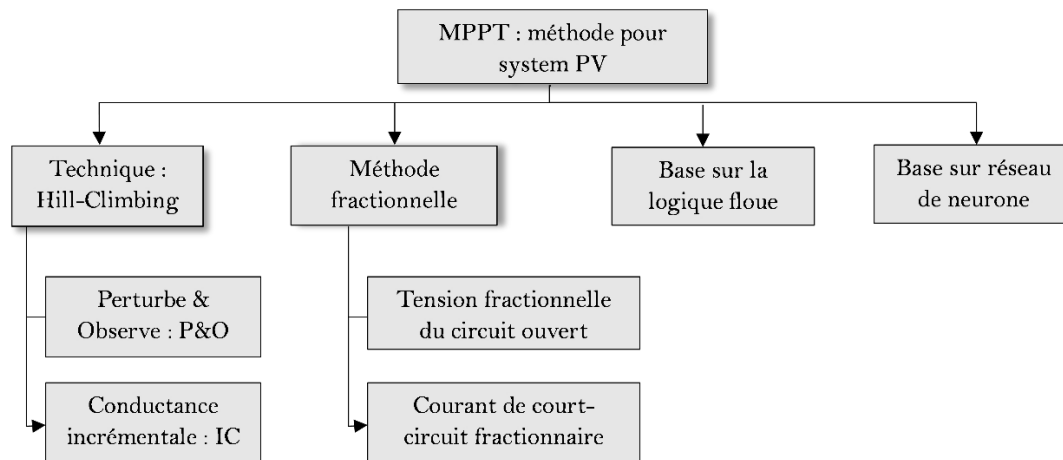 MPPT : méthode pour
system PV
Technique :
Hill-Climbing
Méthode
fractionnelle
Base sur la
logique floue
Base sur réseau
de neurone
Perturbe &
Observe : P&O
Tension fractionnelle
du circuit ouvert
Conductance
incrémentale : IC
Courant de court-
circuit fractionnaire